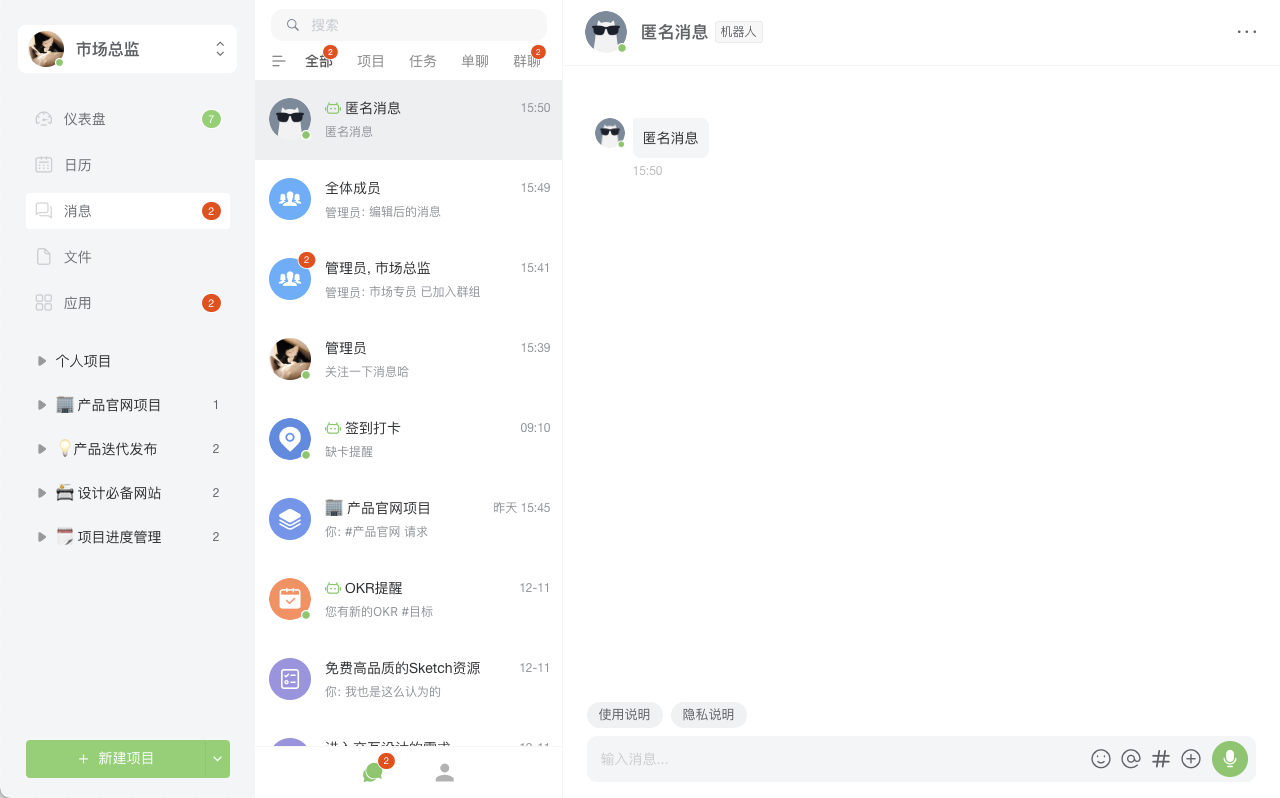 市场总监
仪表盘 7
日历
消息 2
文件
应用 2
个人项目
产品官网项目 1
产品迭代发布 2
设计必备网站 2
项目进度管理 2
+ 新建项目
搜索
全部 2 项目 任务 单聊 群聊 2
匿名消息 15:50
匿名消息
全体成员 15:49
管理员: 编辑后的消息
2
管理员, 市场总监 15:41
管理员: 市场专员 已加入群组
管理员 15:39
关注一下消息哈
签到打卡 09:10
缺卡提醒
产品官网项目 昨天 15:45
你: #产品官网 请求
OKR提醒 12-11
您有新的OKR #目标
免费高品质的Sketch资源 12-11
你: 我也是这么认为的
2
匿名消息 机器人
匿名消息
15:50
使用说明 隐私说明
输入消息...